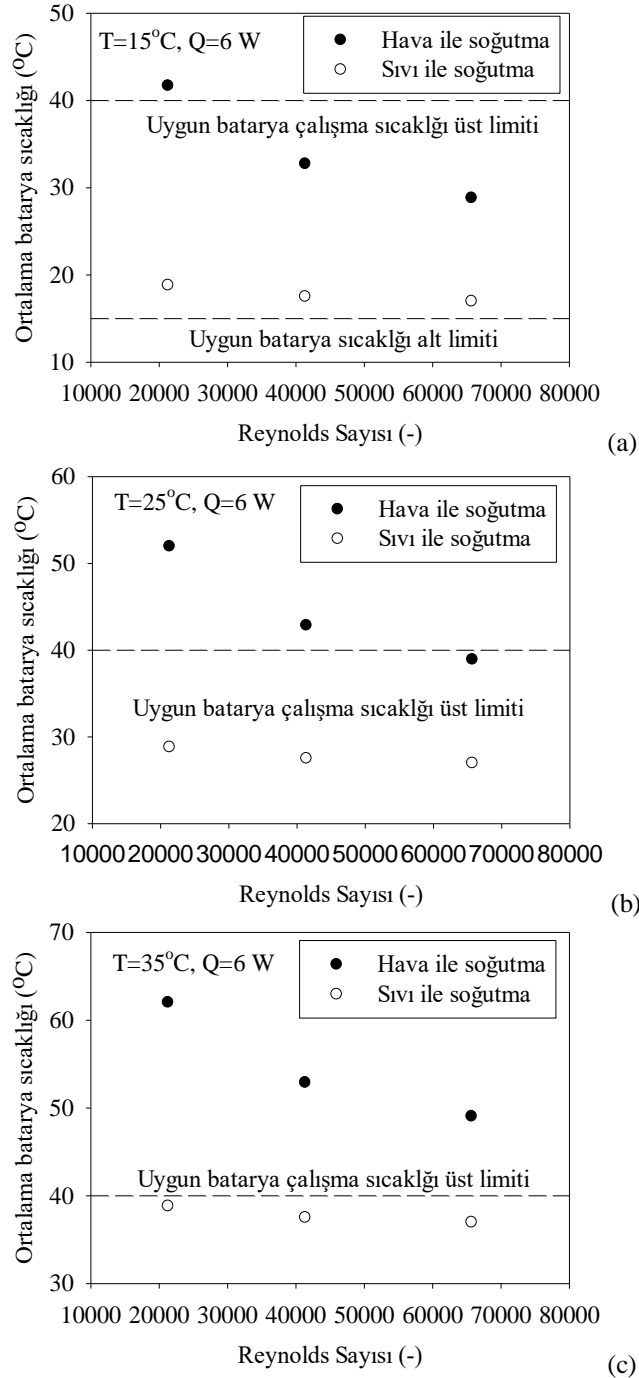 50
40
30
20
10
T=15°C, Q=6 W
Hava ile soğutma
Sıvı ile soğutma
Uygun batarya çalışma sıcaklğı üst limiti
Uygun batarya sıcaklğı alt limiti
Ortalama batarya sıcaklığı (°C)
10000 20000 30000 40000 50000 60000 70000 80000
Reynolds Sayısı (-)
(a)
60
50
40
30
20
T=25°C, Q=6 W
Hava ile soğutma
Sıvı ile soğutma
Uygun batarya çalışma sıcaklğı üst limiti
Ortalama batarya sıcaklığı (°C)
10000 20000 30000 40000 50000 60000 70000 80000
Reynolds Sayısı (-)
(b)
70
60
50
40
30
T=35°C, Q=6 W
Hava ile soğutma
Sıvı ile soğutma
Uygun batarya çalışma sıcaklğı üst limiti
Ortalama batarya sıcaklığı (°C)
10000 20000 30000 40000 50000 60000 70000 80000
Reynolds Sayısı (-)
(c)